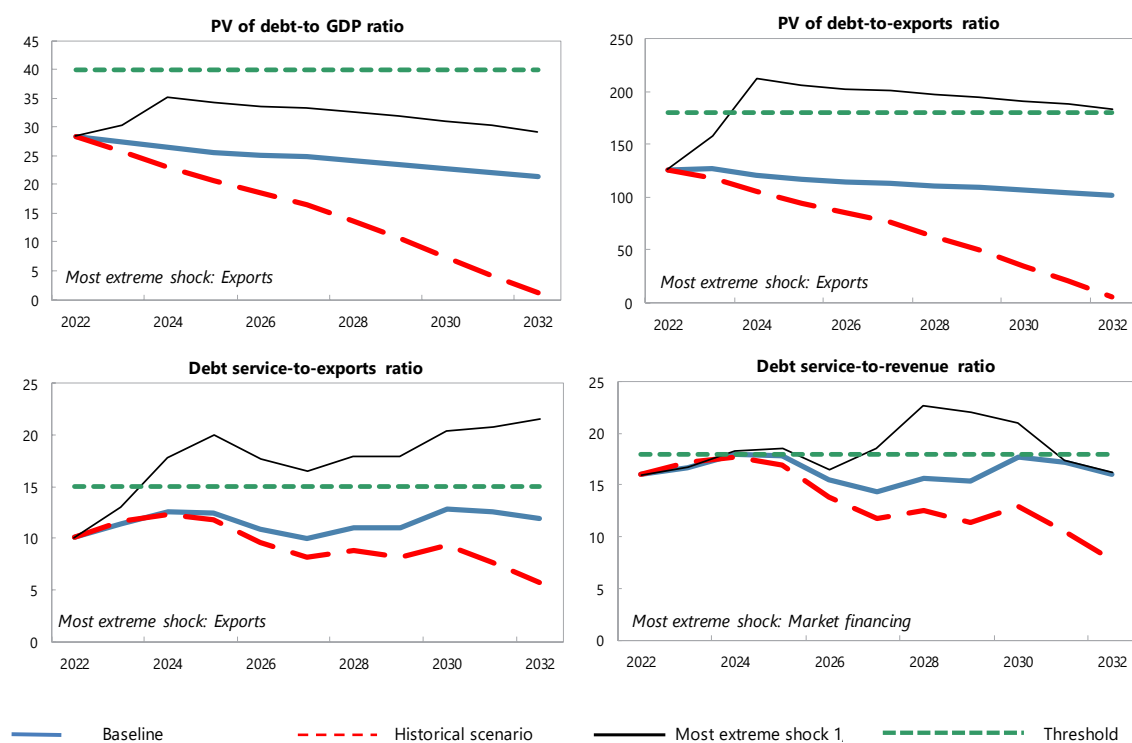 PV of debt-to GDP ratio
45
40
35
30
25
20
15
10
5
0
Most extreme shock: Exports
2022 2024 2026 2028 2030 2032
PV of debt-to-exports ratio
250
200
150
100
50
0
Most extreme shock: Exports
2022 2024 2026 2028 2030 2032
Debt service-to-exports ratio
25
20
15
10
5
0
Most extreme shock: Exports
2022 2024 2026 2028 2030 2032
Debt service-to-revenue ratio
25
20
15
10
5
0
Most extreme shock: Market financing
2022 2024 2026 2028 2030 2032
Baseline Historical scenario Most extreme shock 1, Threshold